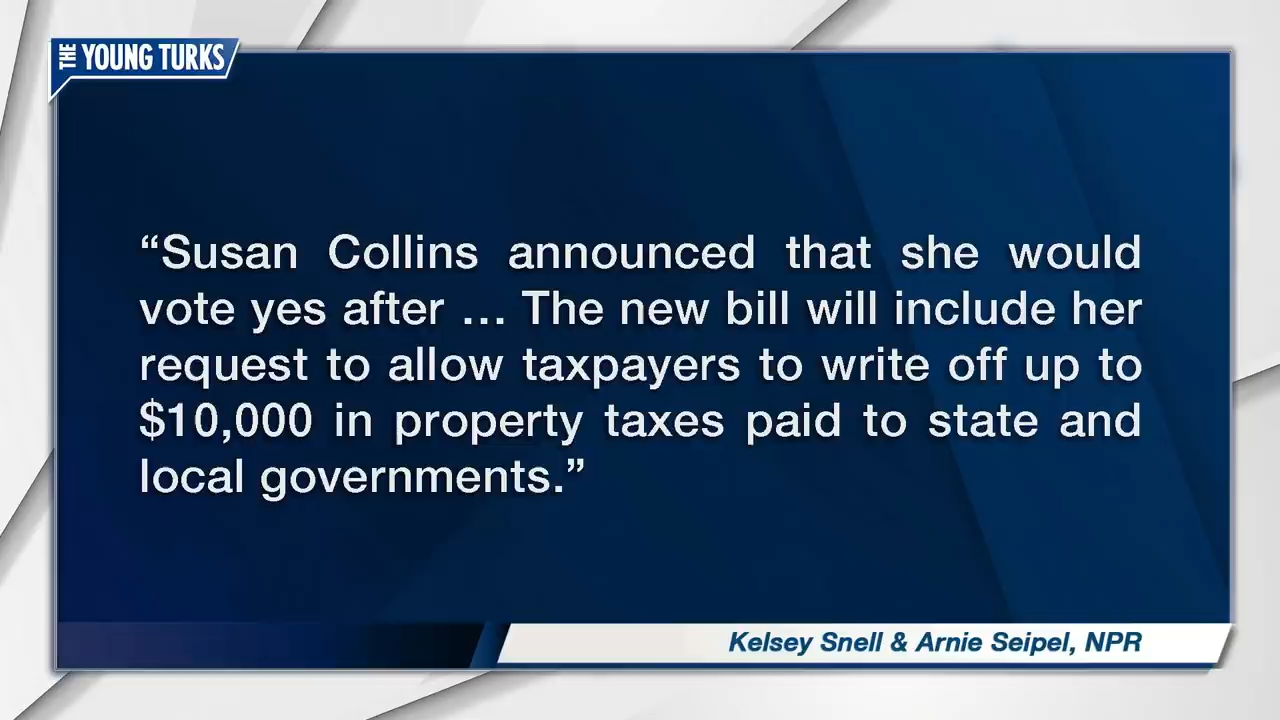 THE YOUNG TURKS
“Susan Collins announced that she would
vote yes after … The new bill will include her
request to allow taxpayers to write off up to
$10,000 in property taxes paid to state and
local governments.”
Kelsey Snell & Arnie Seipel, NPR